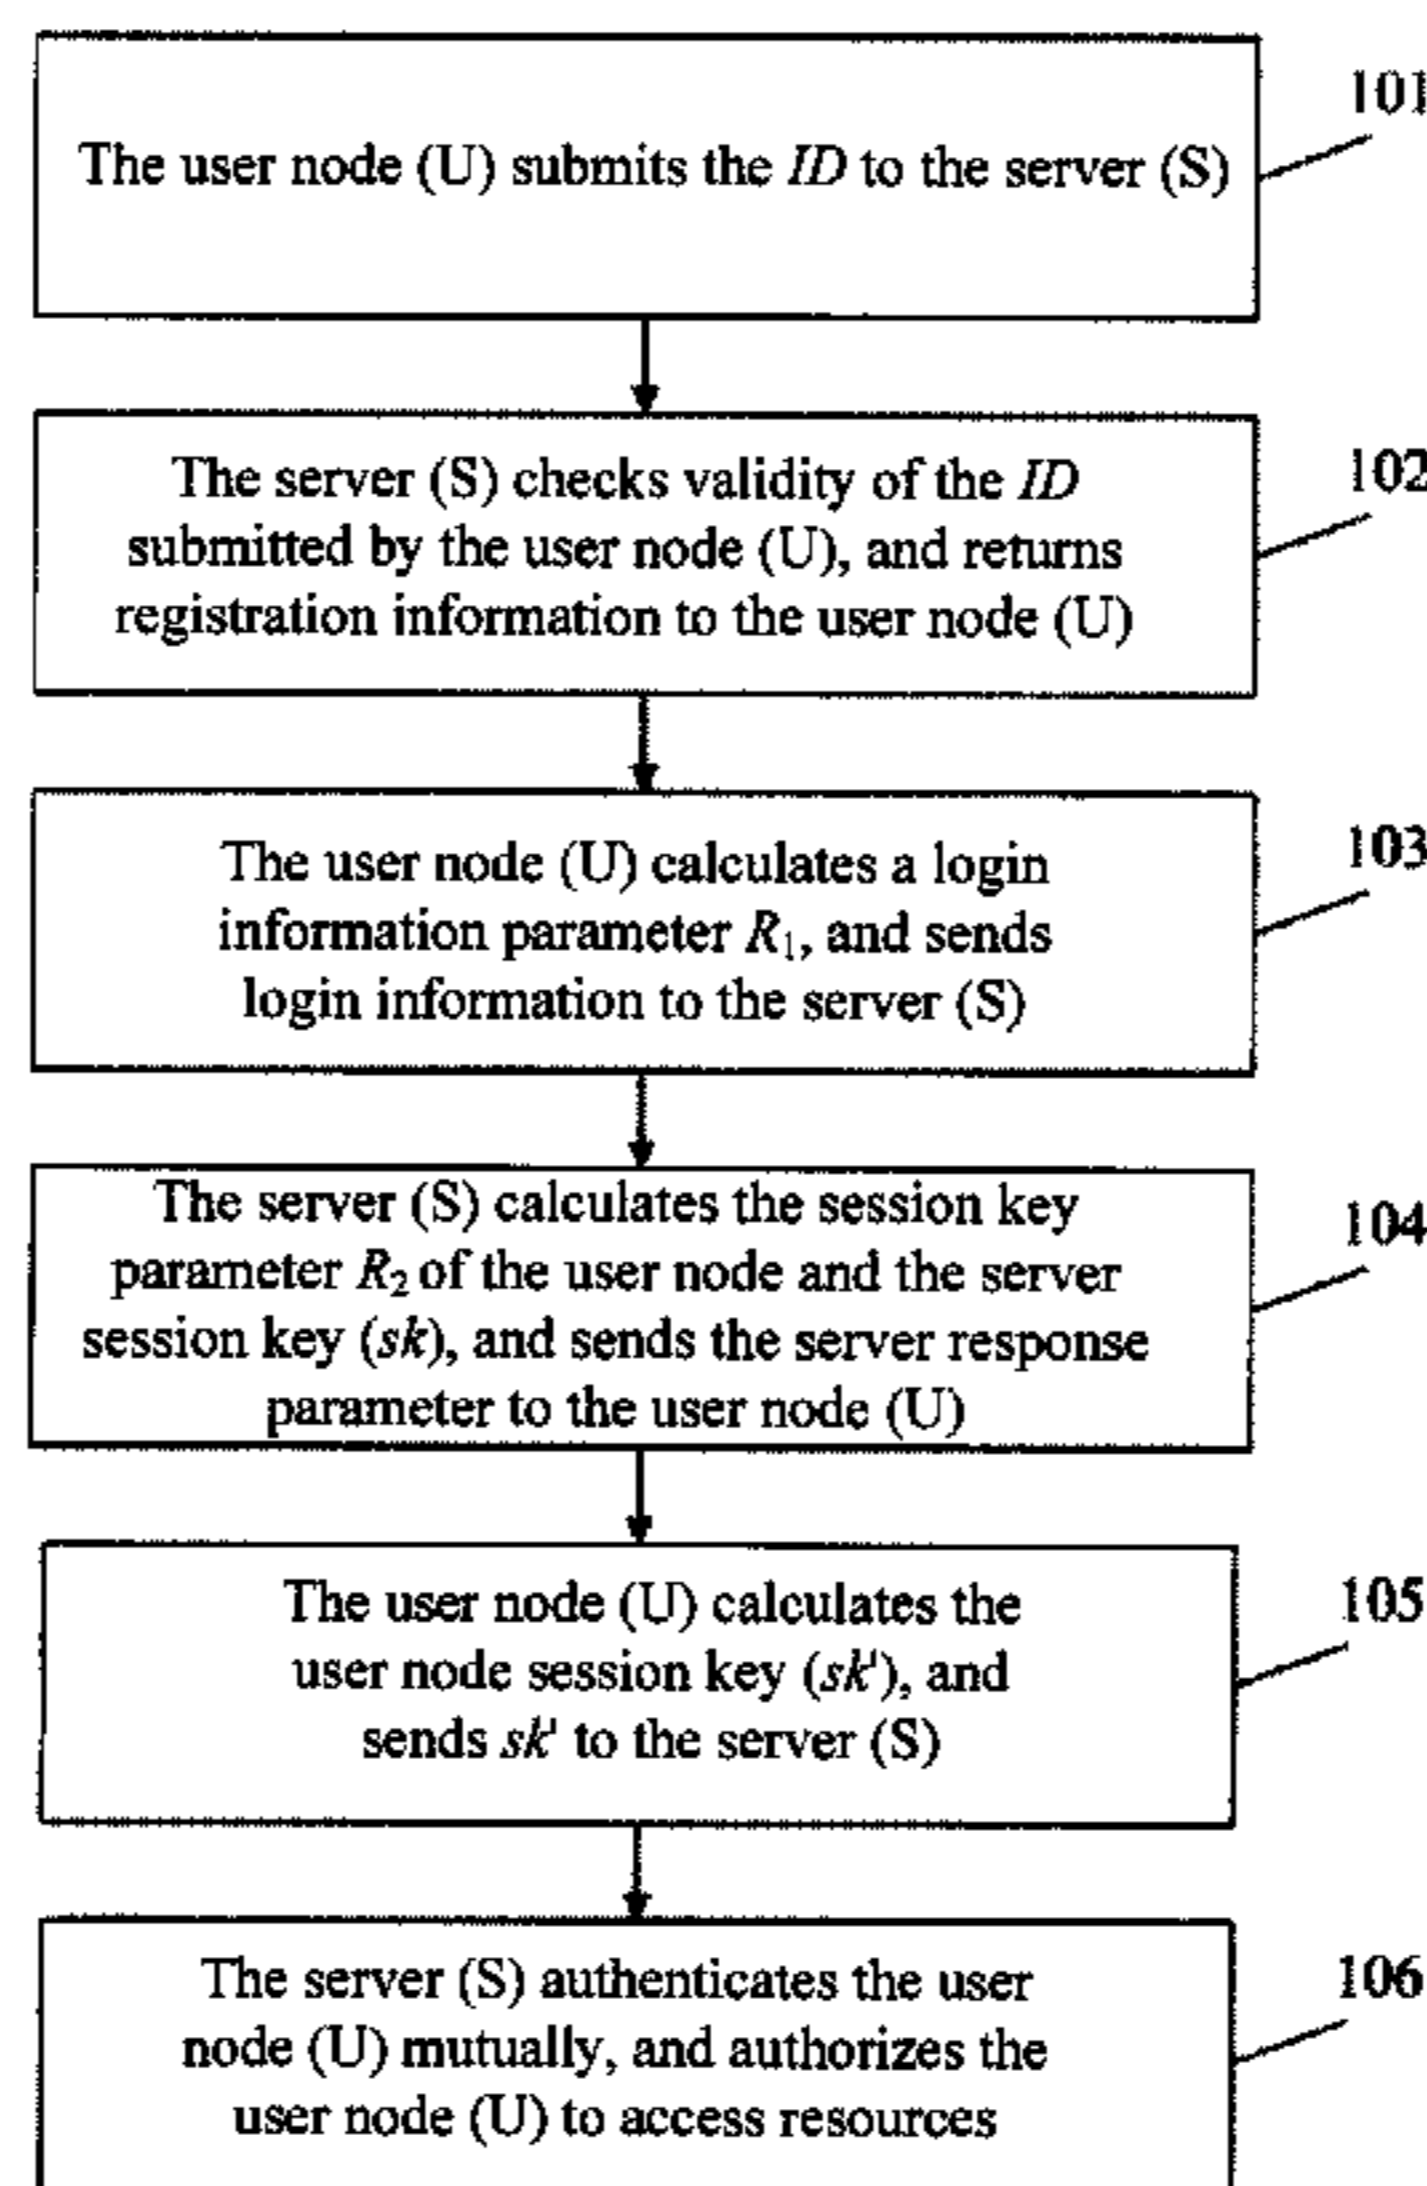 The user node (U) submits the ID to the server (S)
101
The server (S) checks validity of the ID
submitted by the user node (U), and returns
registration information to the user node (U)
102
The user node (U) calculates a login
information parameter R₁, and sends
login information to the server (S)
103
The server (S) calculates the session key
parameter R₂ of the user node and the server
session key (sk), and sends the server response
parameter to the user node (U)
104
The user node (U) calculates the
user node session key (sk'), and
sends sk' to the server (S)
105
The server (S) authenticates the user
node (U) mutually, and authorizes the
user node (U) to access resources
106